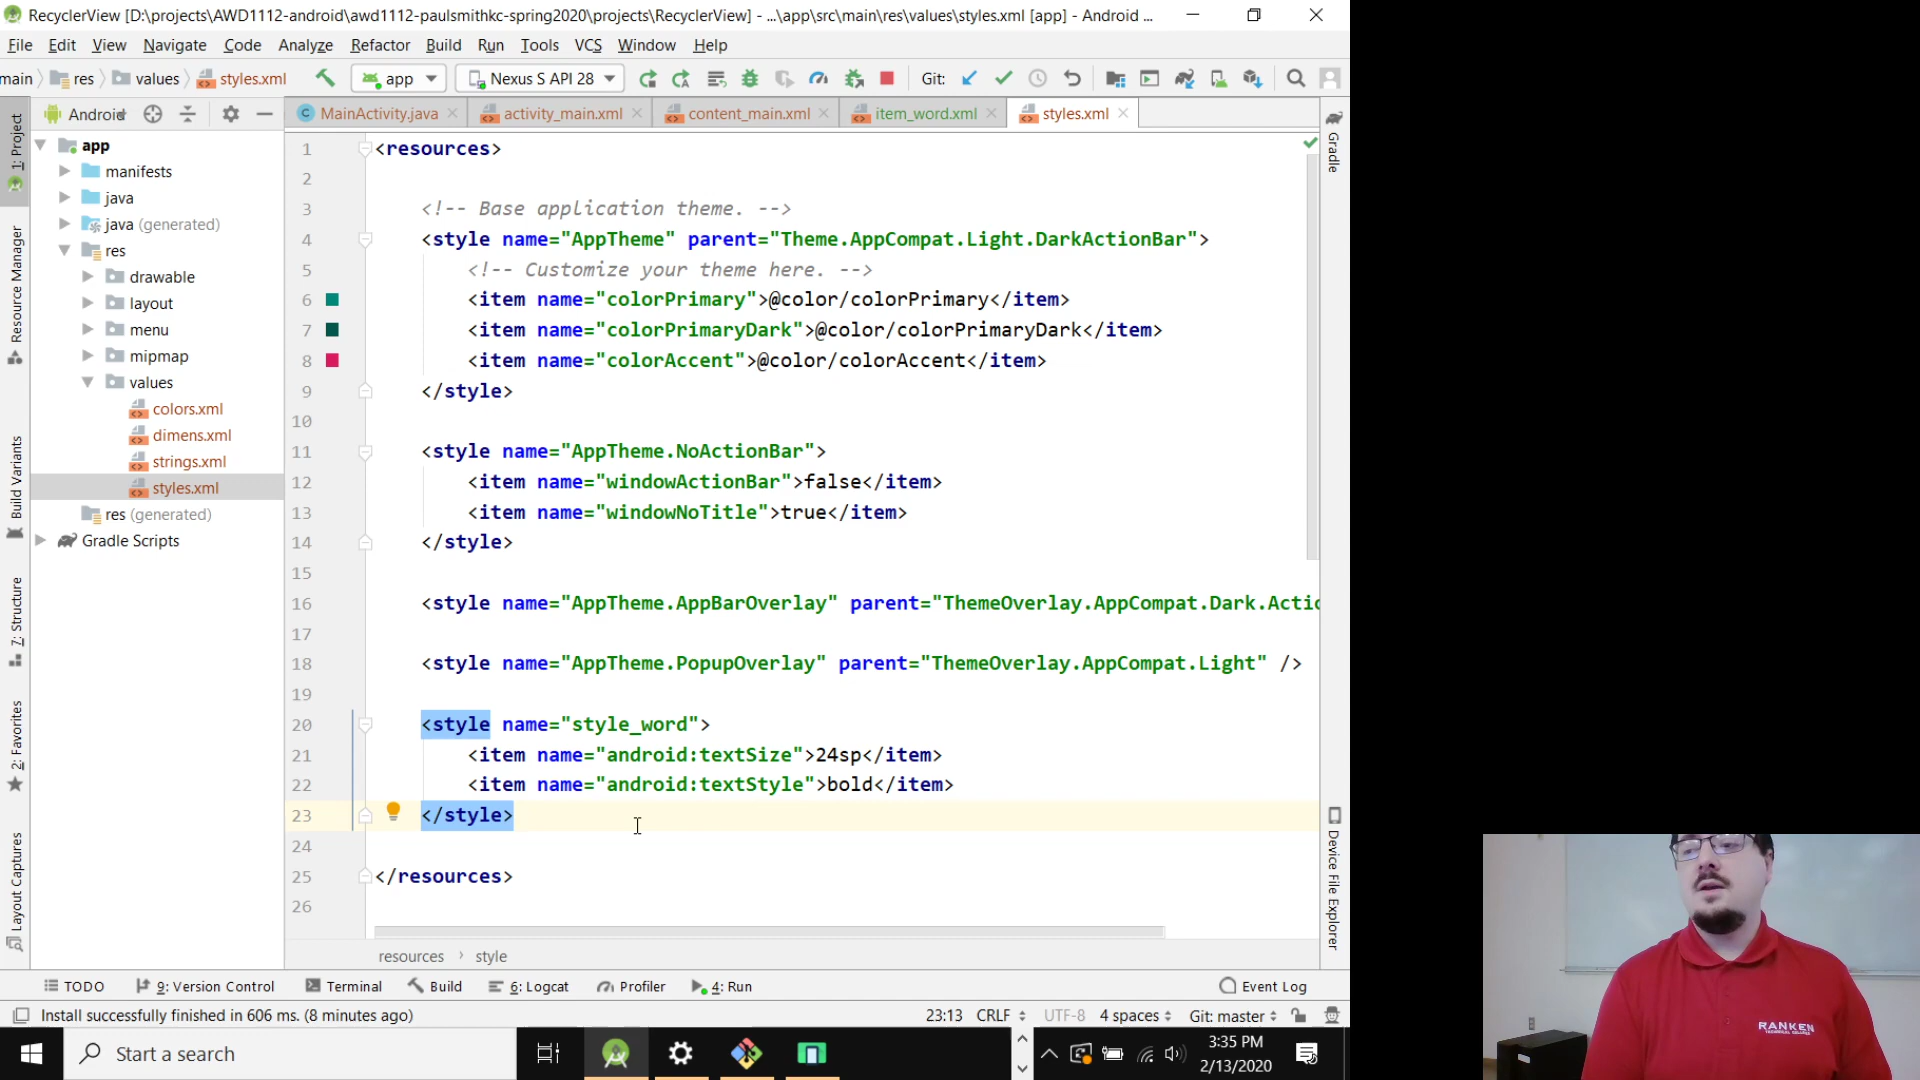 RecyclerView [D:\projects\AWD1112-android\awd1112-paulsmithkc-spring2020\projects\RecyclerView] - ...\app\src\main\res\values\styles.xml [app] - Android ...
File Edit View Navigate Code Analyze Refactor Build Run Tools VCS Window Help
main res values styles.xml app Nexus S API 28 Git:
Android MainActivity.java activity_main.xml content_main.xml item_word.xml styles.xml
1: Project
Resource Manager
Build Variants
7: Structure
2: Favorites
Layout Captures
app
manifests
java
java (generated)
res
drawable
layout
menu
mipmap
values
colors.xml
dimens.xml
strings.xml
styles.xml
res (generated)
Gradle Scripts
1 <resources>
2
3 <!-- Base application theme. -->
4 <style name="AppTheme" parent="Theme.AppCompat.Light.DarkActionBar">
5 <!-- Customize your theme here. -->
6 <item name="colorPrimary">@color/colorPrimary</item>
7 <item name="colorPrimaryDark">@color/colorPrimaryDark</item>
8 <item name="colorAccent">@color/colorAccent</item>
9 </style>
10
11 <style name="AppTheme.NoActionBar">
12 <item name="windowActionBar">false</item>
13 <item name="windowNoTitle">true</item>
14 </style>
15
16 <style name="AppTheme.AppBarOverlay" parent="ThemeOverlay.AppCompat.Dark.Actio
17
18 <style name="AppTheme.PopupOverlay" parent="ThemeOverlay.AppCompat.Light" />
19
20 <style name="style_word">
21 <item name="android:textSize">24sp</item>
22 <item name="android:textStyle">bold</item>
23 </style>
24
25 </resources>
26
Gradle
Device File Explorer
resources › style
TODO 9: Version Control Terminal Build 6: Logcat Profiler 4: Run Event Log
Install successfully finished in 606 ms. (8 minutes ago) 23:13 CRLF UTF-8 4 spaces Git: master
Start a search
3:35 PM
2/13/2020
RANKEN
TECHNICAL COLLEGE